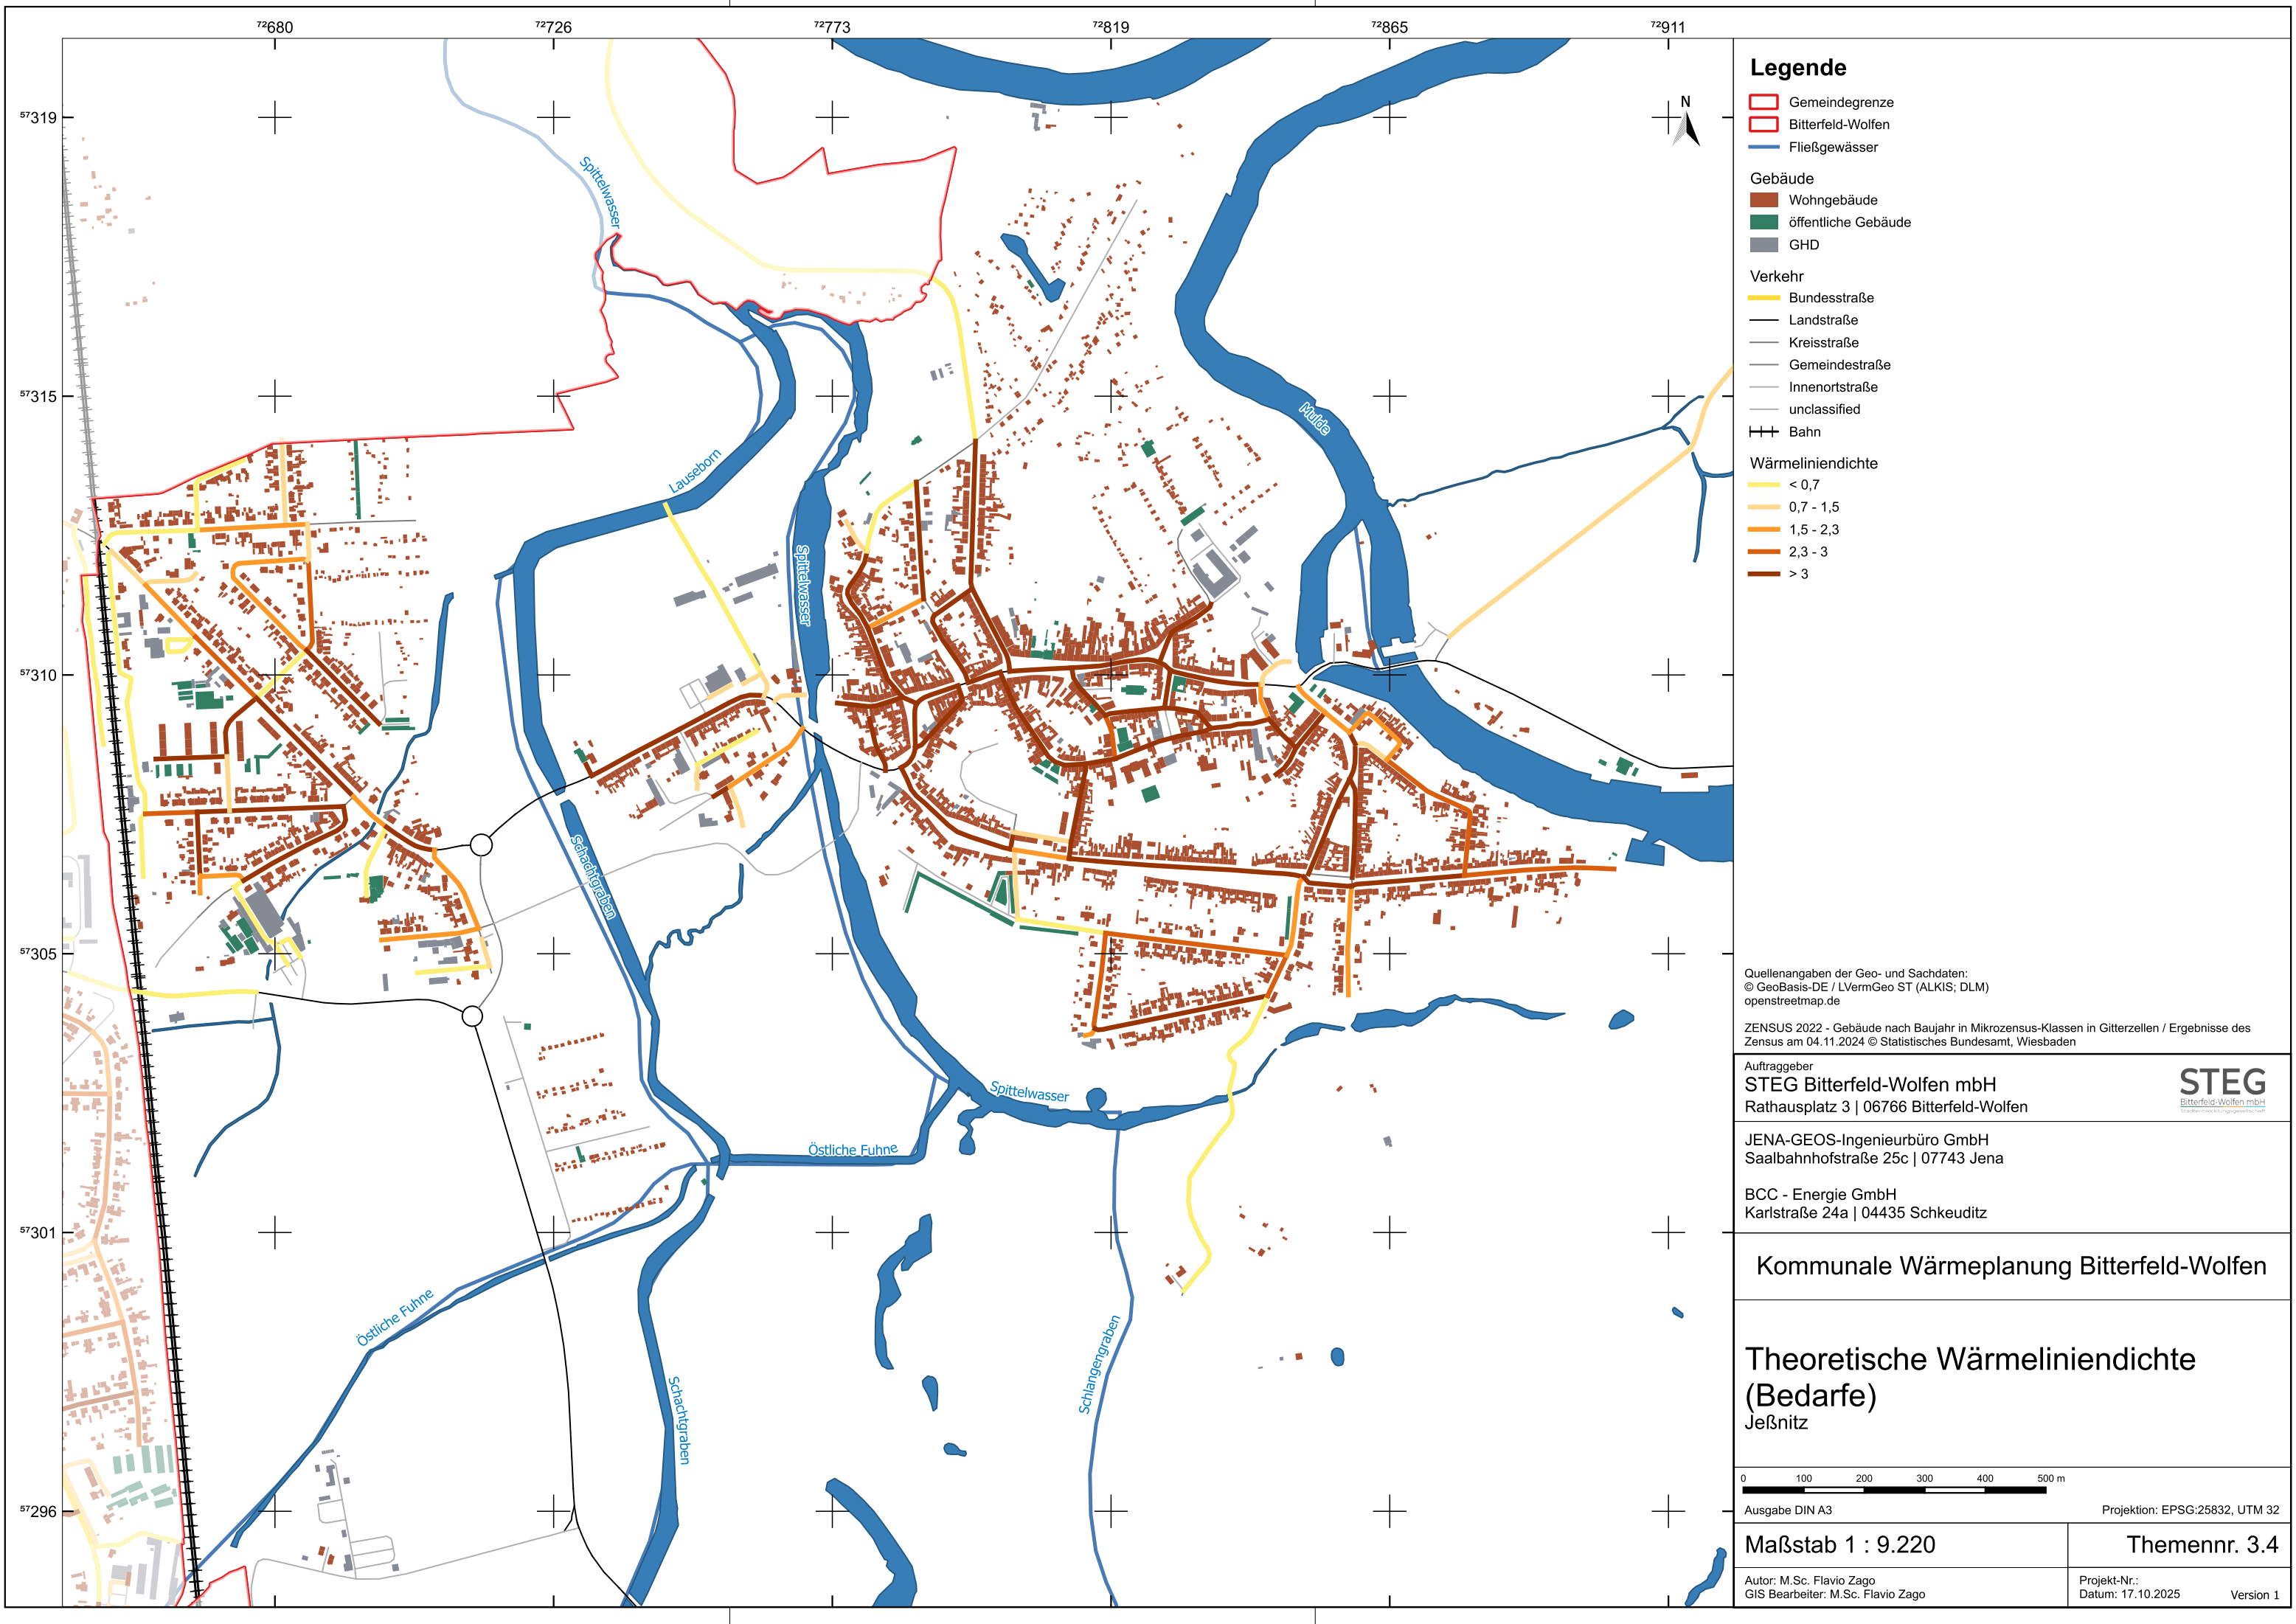 ⁷²680
⁷²726
⁷²773
⁷²819
⁷²865
⁷²911
⁵⁷319
⁵⁷315
⁵⁷310
⁵⁷305
⁵⁷301
⁵⁷296
N
Spittelwasser
Lauseborn
Spittelwasser
Mulde
Schachtgraben
Spittelwasser
Östliche Fuhne
Östliche Fuhne
Schachtgraben
Schlangengraben
Legende
Gemeindegrenze
Bitterfeld-Wolfen
Fließgewässer
Gebäude
Wohngebäude
öffentliche Gebäude
GHD
Verkehr
Bundesstraße
Landstraße
Kreisstraße
Gemeindestraße
Innenortstraße
unclassified
Bahn
Wärmeliniendichte
< 0,7
0,7 - 1,5
1,5 - 2,3
2,3 - 3
> 3
Quellenangaben der Geo- und Sachdaten:
© GeoBasis-DE / LVermGeo ST (ALKIS; DLM)
openstreetmap.de
ZENSUS 2022 - Gebäude nach Baujahr in Mikrozensus-Klassen in Gitterzellen / Ergebnisse des
Zensus am 04.11.2024 © Statistisches Bundesamt, Wiesbaden
Auftraggeber
STEG Bitterfeld-Wolfen mbH
Rathausplatz 3 | 06766 Bitterfeld-Wolfen
STEG
Bitterfeld-Wolfen mbH
Stadtentwicklungsgesellschaft
JENA-GEOS-Ingenieurbüro GmbH
Saalbahnhofstraße 25c | 07743 Jena
BCC - Energie GmbH
Karlstraße 24a | 04435 Schkeuditz
Kommunale Wärmeplanung Bitterfeld-Wolfen
Theoretische Wärmeliniendichte
(Bedarfe)
Jeßnitz
0 100 200 300 400 500 m
Ausgabe DIN A3 Projektion: EPSG:25832, UTM 32
Maßstab 1 : 9.220 Themennr. 3.4
Autor: M.Sc. Flavio Zago
GIS Bearbeiter: M.Sc. Flavio Zago
Projekt-Nr.:
Datum: 17.10.2025 Version 1